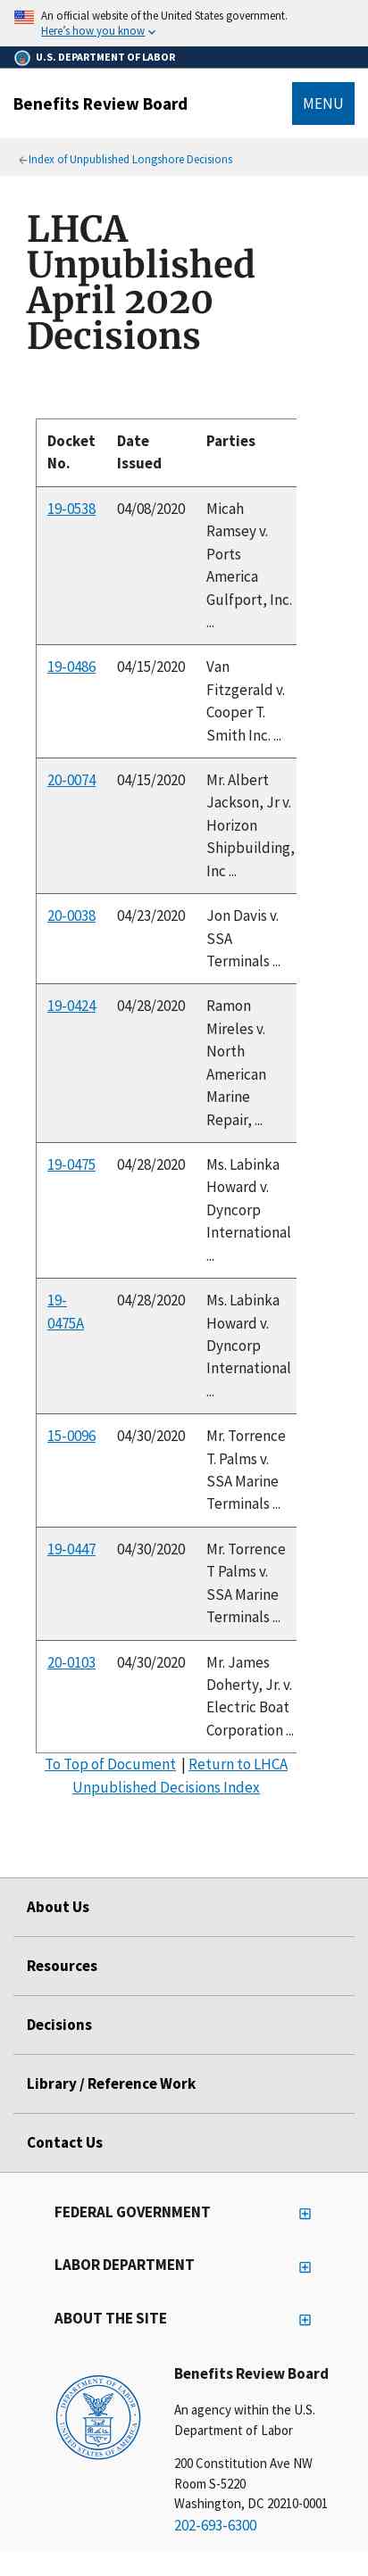 An official website of the United States government.
Here’s how you know
U.S. DEPARTMENT OF LABOR
Benefits Review Board
MENU
Index of Unpublished Longshore Decisions
LHCA
Unpublished
April 2020
Decisions
Docket Date Parties
No. Issued
19-0538 04/08/2020 Micah
Ramsey v.
Ports
America
Gulfport, Inc.
...
19-0486 04/15/2020 Van
Fitzgerald v.
Cooper T.
Smith Inc. ...
20-0074 04/15/2020 Mr. Albert
Jackson, Jr v.
Horizon
Shipbuilding,
Inc ...
20-0038 04/23/2020 Jon Davis v.
SSA
Terminals ...
19-0424 04/28/2020 Ramon
Mireles v.
North
American
Marine
Repair, ...
19-0475 04/28/2020 Ms. Labinka
Howard v.
Dyncorp
International
...
19- 04/28/2020 Ms. Labinka
0475A Howard v.
Dyncorp
International
...
15-0096 04/30/2020 Mr. Torrence
T. Palms v.
SSA Marine
Terminals ...
19-0447 04/30/2020 Mr. Torrence
T Palms v.
SSA Marine
Terminals ...
20-0103 04/30/2020 Mr. James
Doherty, Jr. v.
Electric Boat
Corporation ...
To Top of Document | Return to LHCA
Unpublished Decisions Index
About Us
Resources
Decisions
Library / Reference Work
Contact Us
FEDERAL GOVERNMENT
LABOR DEPARTMENT
ABOUT THE SITE
DEPARTMENT OF LABOR
UNITED STATES OF AMERICA
Benefits Review Board
An agency within the U.S.
Department of Labor
200 Constitution Ave NW
Room S-5220
Washington, DC 20210-0001
202-693-6300